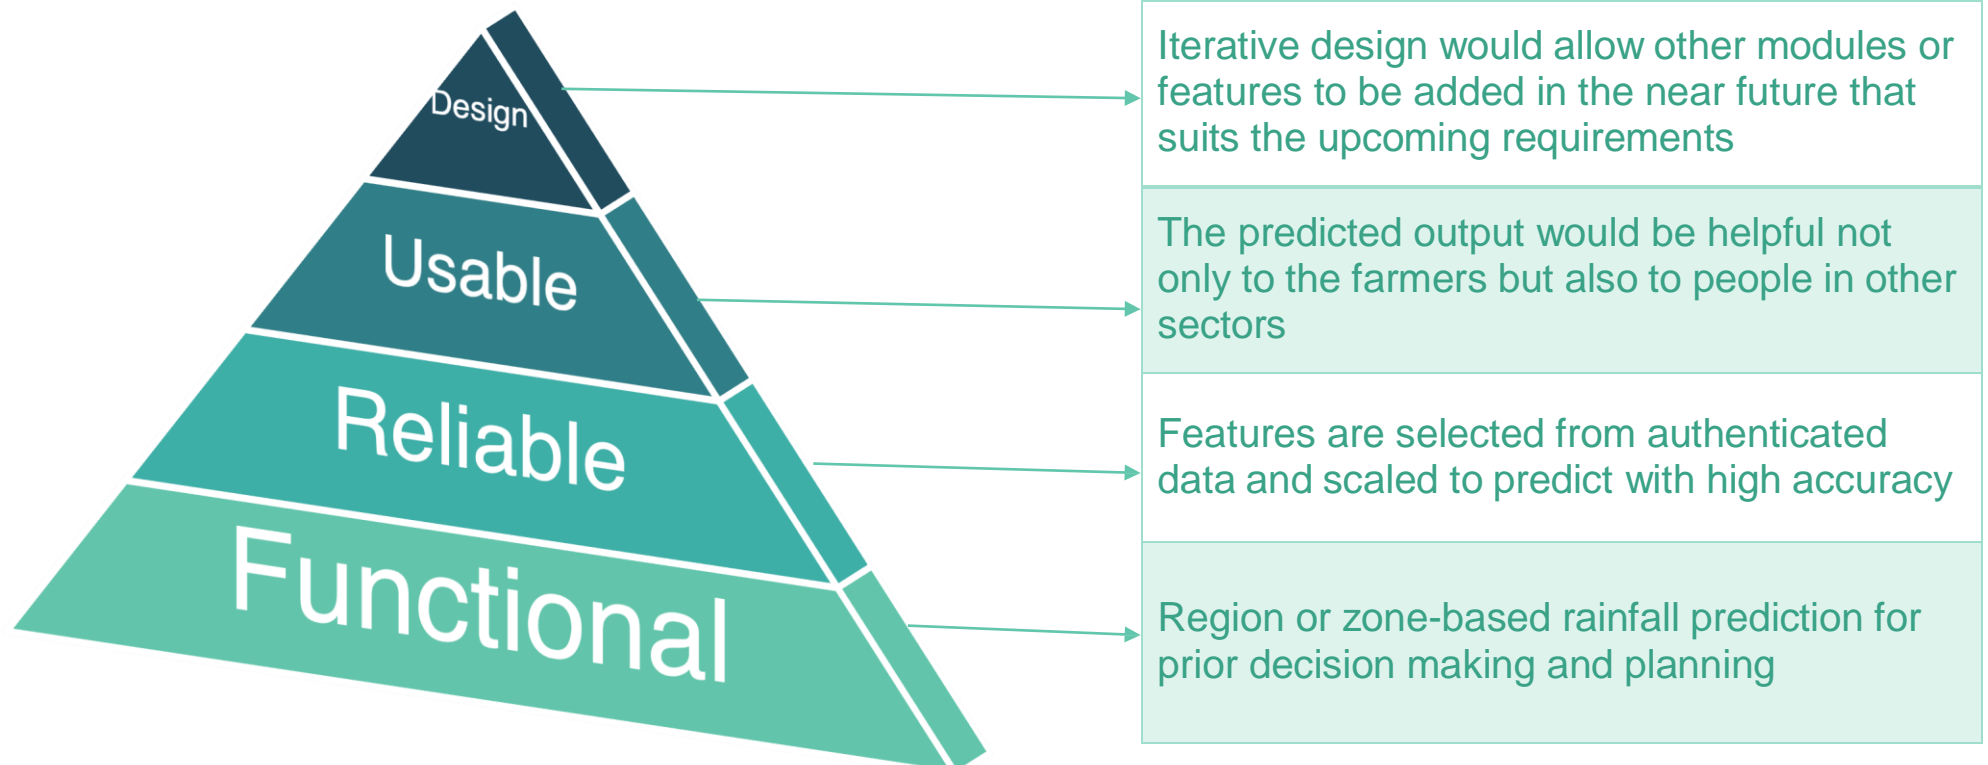 Design
Iterative design would allow other modules or
features to be added in the near future that
suits the upcoming requirements
Usable
The predicted output would be helpful not
only to the farmers but also to people in other
sectors
Reliable
Features are selected from authenticated
data and scaled to predict with high accuracy
Functional
Region or zone-based rainfall prediction for
prior decision making and planning